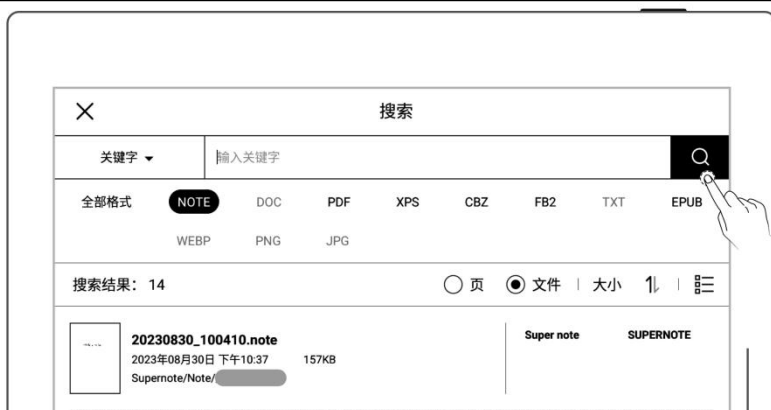 搜索
关键字 输入关键字
全部格式 NOTE DOC PDF XPS CBZ FB2 TXT EPUB
WEBP PNG JPG
搜索结果： 14 页 文件 大小
20230830_100410.note Super note SUPERNOTE
2023年08月30日 下午10:37 157KB
Supernote/Note/